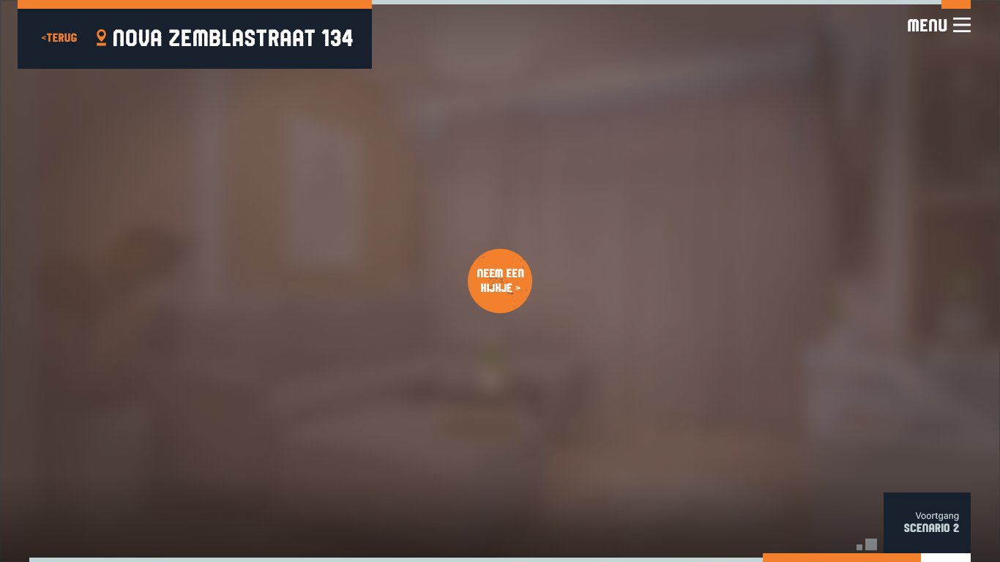 <TERUG
NOVA ZEMBLASTRAAT 134
MENU
NEEM EEN
KIJKJE >
Voortgang
SCENARIO 2